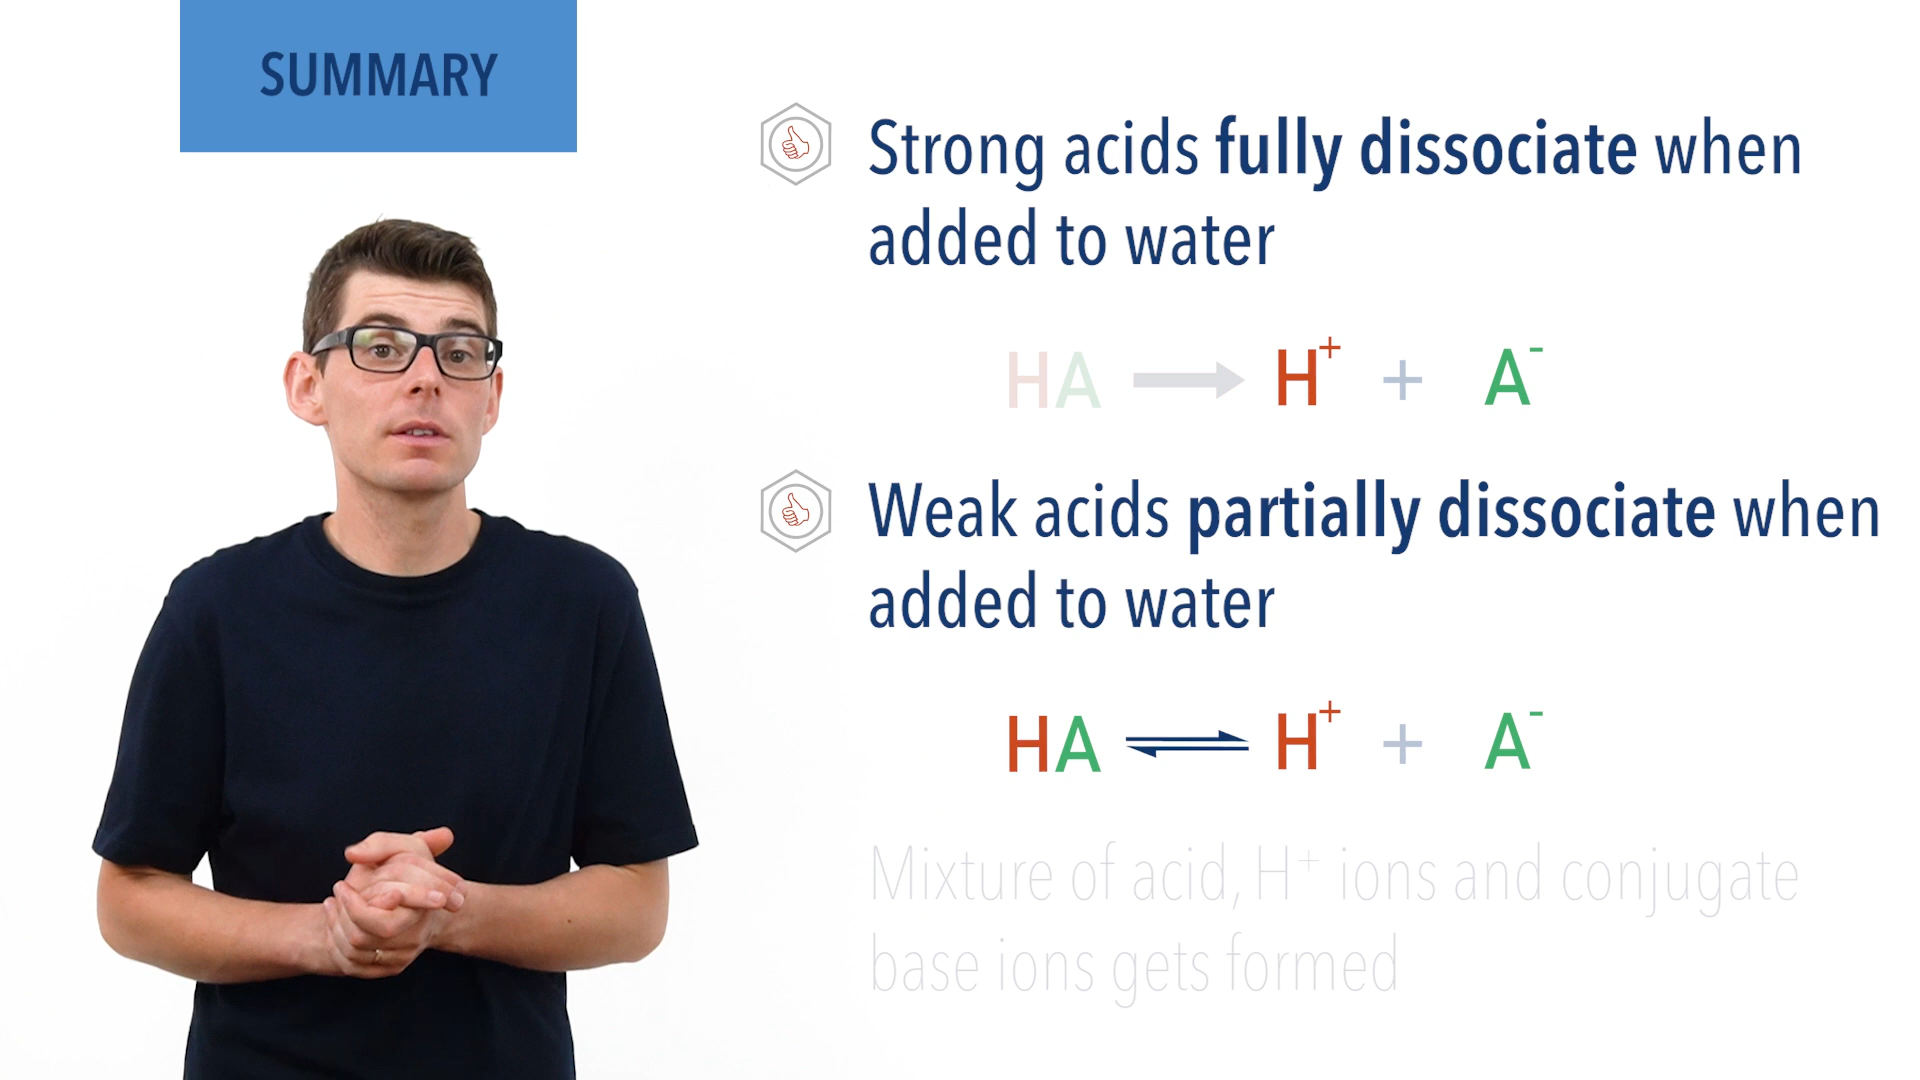 SUMMARY
Strong acids fully dissociate when
added to water
HA → H⁺ + A⁻
Weak acids partially dissociate when
added to water
HA ⇌ H⁺ + A⁻
Mixture of acid, H⁺ ions and conjugate
base ions gets formed